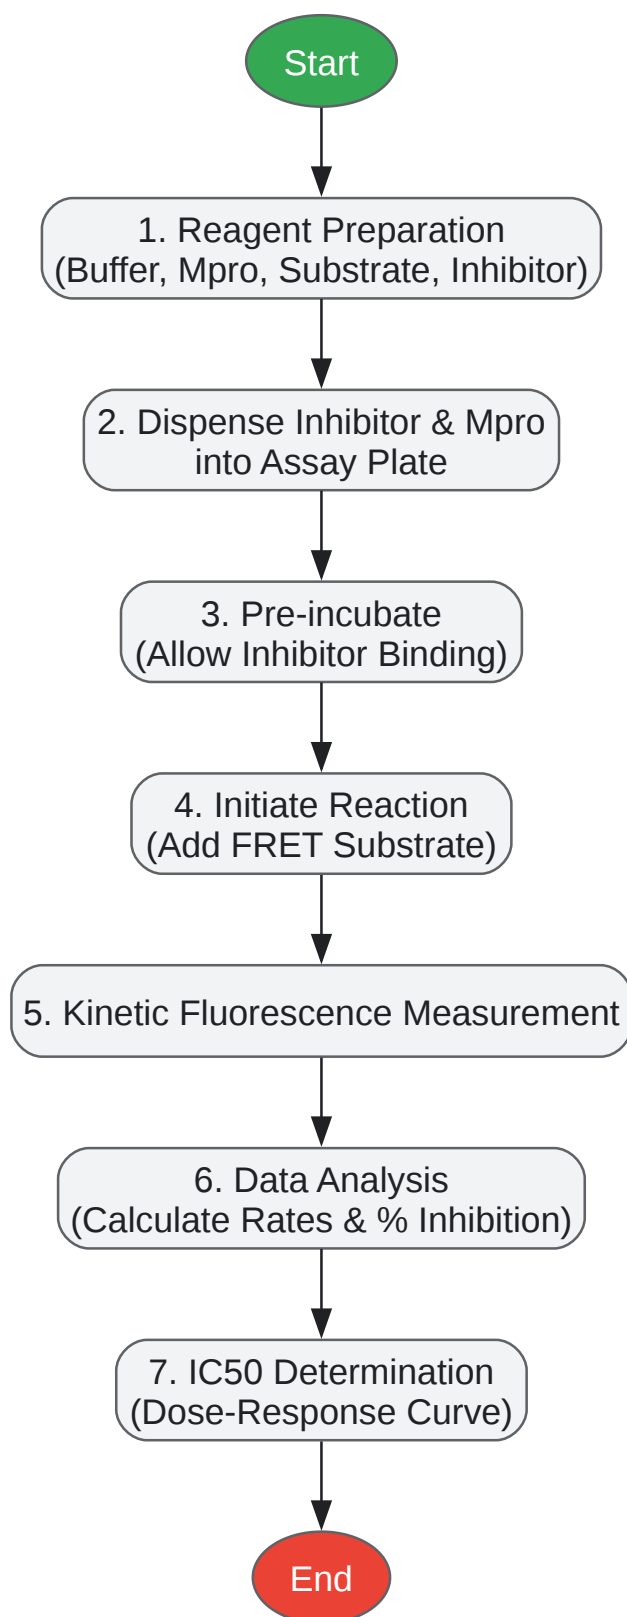 Start
1. Reagent Preparation
(Buffer, Mpro, Substrate, Inhibitor)
2. Dispense Inhibitor & Mpro
into Assay Plate
3. Pre-incubate
(Allow Inhibitor Binding)
4. Initiate Reaction
(Add FRET Substrate)
5. Kinetic Fluorescence Measurement
6. Data Analysis
(Calculate Rates & % Inhibition)
7. IC50 Determination
(Dose-Response Curve)
End